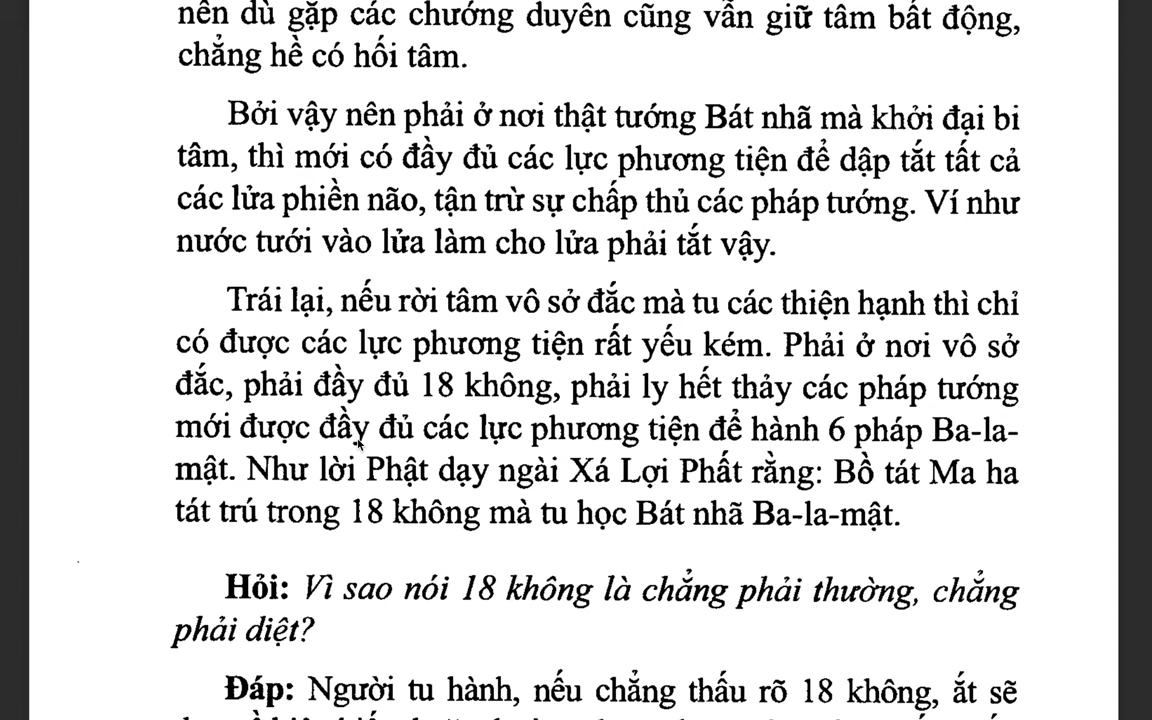 nên dù gặp các chướng duyên cũng vẫn giữ tâm bất động,
chẳng hề có hối tâm.
Bởi vậy nên phải ở nơi thật tướng Bát nhã mà khởi đại bi
tâm, thì mới có đầy đủ các lực phương tiện để dập tắt tất cả
các lửa phiền não, tận trừ sự chấp thủ các pháp tướng. Ví như
nước tưới vào lửa làm cho lửa phải tắt vậy.
Trái lại, nếu rời tâm vô sở đắc mà tu các thiện hạnh thì chỉ
có được các lực phương tiện rất yếu kém. Phải ở nơi vô sở
đắc, phải đầy đủ 18 không, phải ly hết thảy các pháp tướng
mới được đầy đủ các lực phương tiện để hành 6 pháp Ba-la-
mật. Như lời Phật dạy ngài Xá Lợi Phất rằng: Bồ tát Ma ha
tát trú trong 18 không mà tu học Bát nhã Ba-la-mật.
Hỏi: Vì sao nói 18 không là chẳng phải thường, chẳng
phải diệt?
Đáp: Người tu hành, nếu chẳng thấu rõ 18 không, ắt sẽ